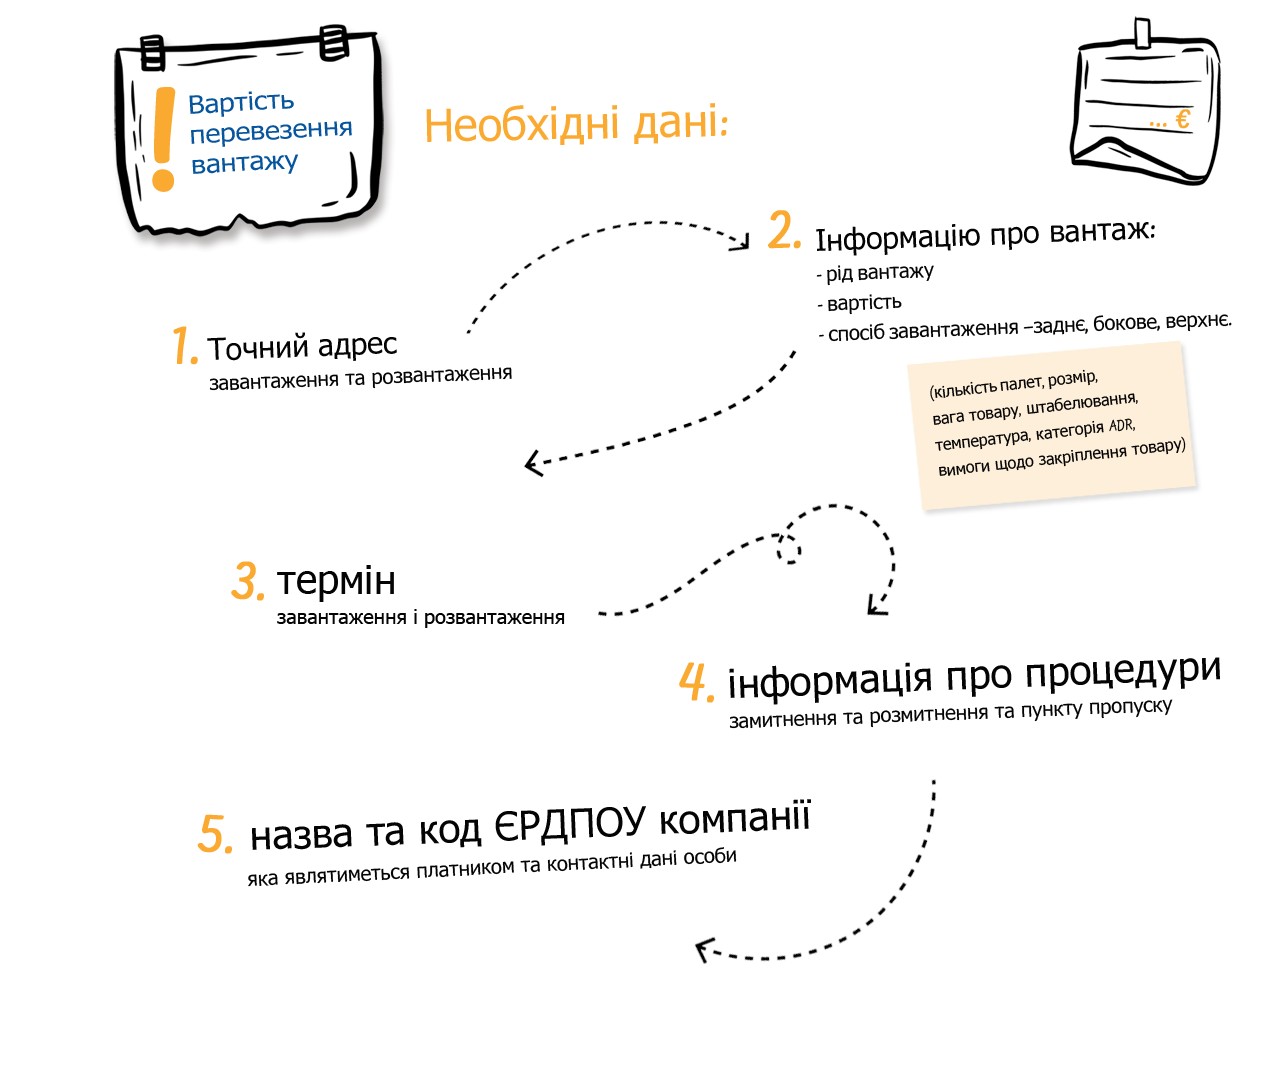 ! Вартість
перевезення
вантажу
Необхідні дані:
... €
1. Точний адрес
завантаження та розвантаження
2. Інформацію про вантаж:
- рід вантажу
- вартість
- спосіб завантаження –заднє, бокове, верхнє.
(кількість палет, розмір,
вага товару, штабелювання,
температура, категорія ADR,
вимоги щодо закріплення товару)
3. термін
завантаження і розвантаження
4. інформація про процедури
замитнення та розмитнення та пункту пропуску
5. назва та код ЄРДПОУ компанії
яка являтиметься платником та контактні дані особи